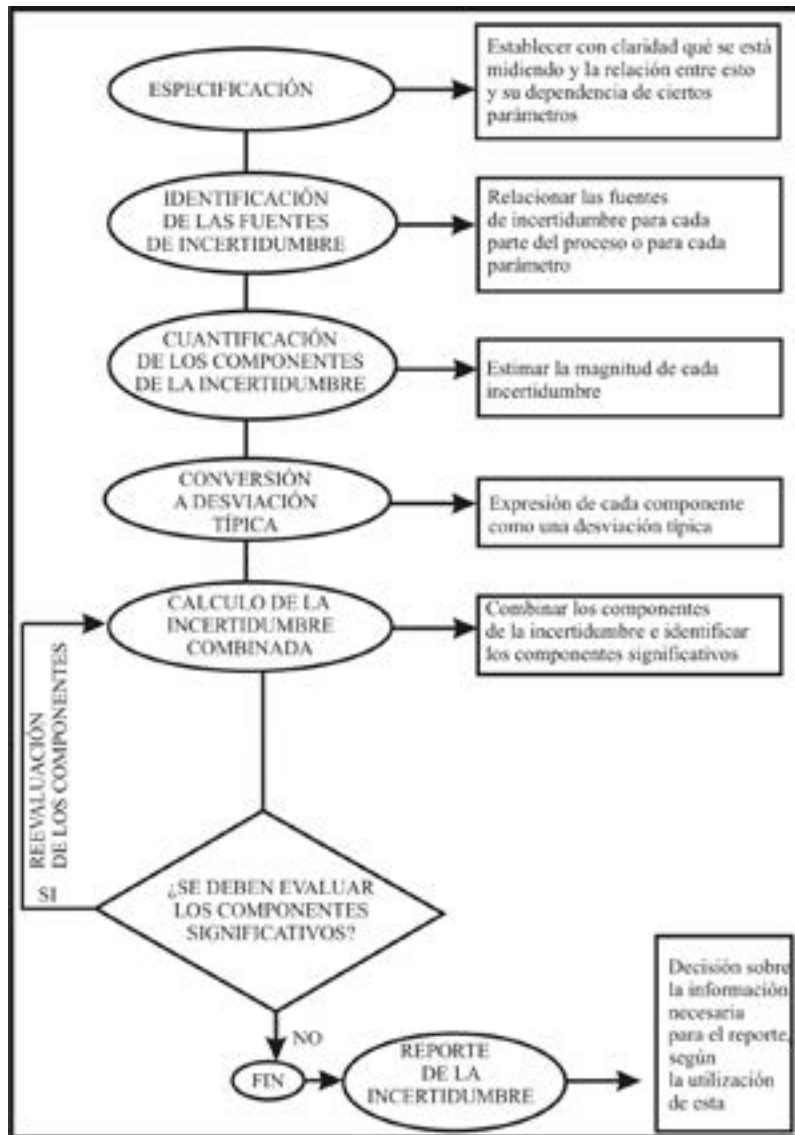 ESPECIFICACIÓN
Establecer con claridad qué se está
midiendo y la relación entre esto
y su dependencia de ciertos
parámetros
IDENTIFICACIÓN
DE LAS FUENTES
DE INCERTIDUMBRE
Relacionar las fuentes
de incertidumbre para cada
parte del proceso o para cada
parámetro
CUANTIFICACIÓN
DE LOS COMPONENTES
DE LA INCERTIDUMBRE
Estimar la magnitud de cada
incertidumbre
CONVERSIÓN
A DESVIACIÓN
TÍPICA
Expresión de cada componente
como una desviación típica
CALCULO DE LA
INCERTIDUMBRE
COMBINADA
Combinar los componentes
de la incertidumbre e identificar
los componentes significativos
REEVALUACIÓN
DE LOS COMPONENTES
SI
¿SE DEBEN EVALUAR
LOS COMPONENTES
SIGNIFICATIVOS?
NO
FIN
REPORTE
DE LA
INCERTIDUMBRE
Decisión sobre
la información
necesaria
para el reporte,
según
la utilización
de esta